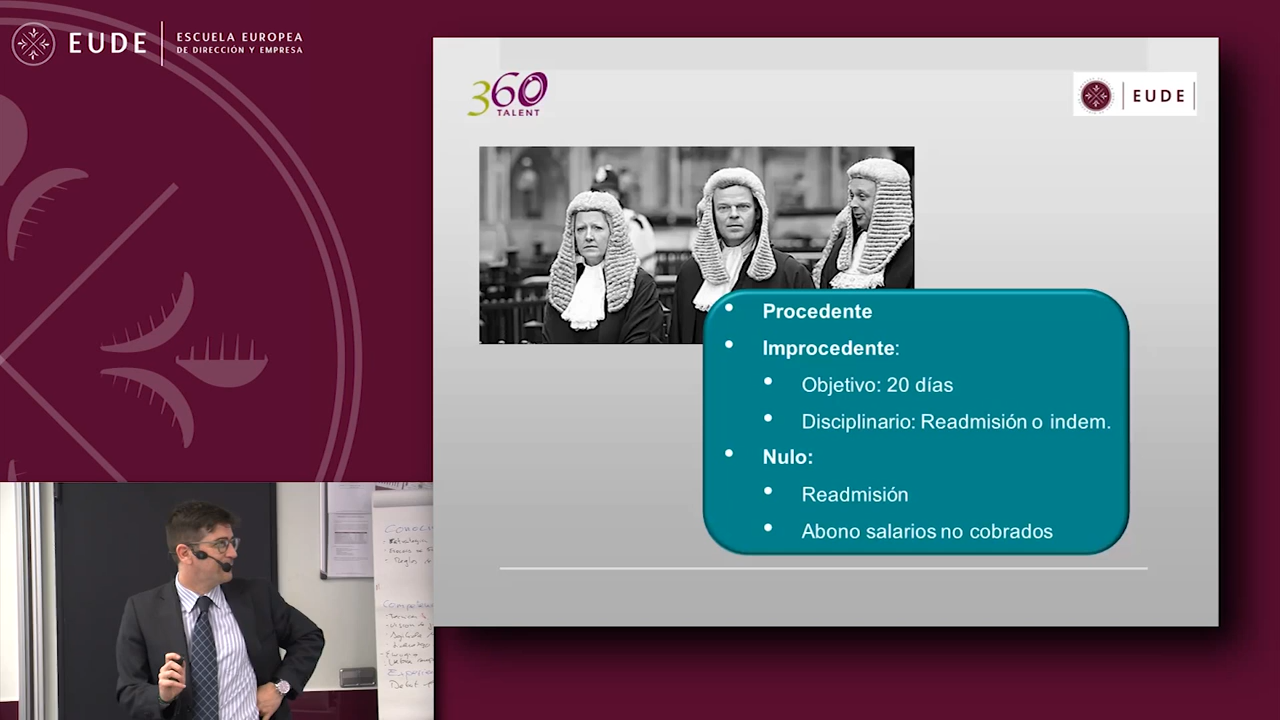 EUDE
ESCUELA EUROPEA
DE DIRECCIÓN Y EMPRESA
360
TALENT
EUDE
Procedente
Improcedente:
Objetivo: 20 días
Disciplinario: Readmisión o indem.
Nulo:
Readmisión
Abono salarios no cobrados